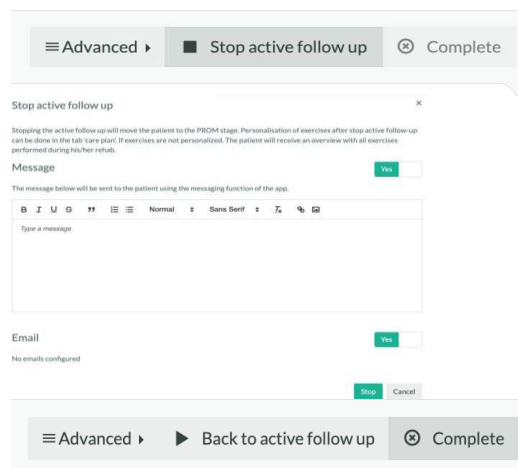 Advanced
Stop active follow up
Complete
Stop active follow up
×
Stopping the active follow up will move the patient to the PROM stage. Personalisation of exercises after stop active follow-up
can be done in the tab 'care plan'. If exercises are not personalized. The patient will receive an overview with all exercises
performed during his/her rehab.
Message
Yes
The message below will be sent to the patient using the messaging function of the app.
B I U S Normal Sans Serif Tx
Type a message
Email
Yes
No emails configured
Stop Cancel
Advanced
Back to active follow up
Complete